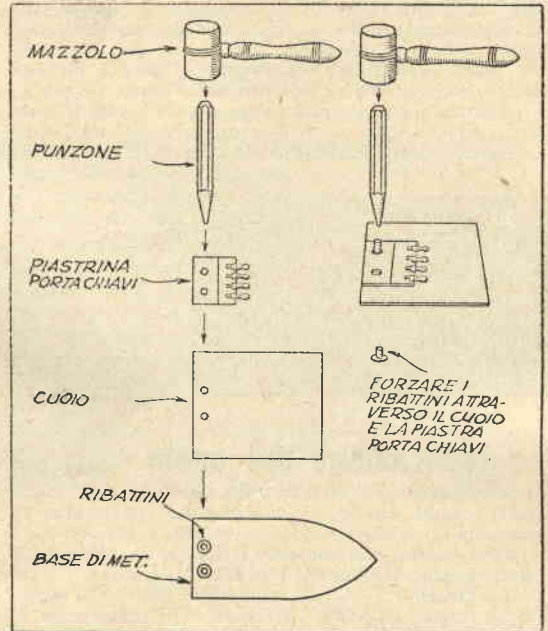 MAZZOLO
PUNZONE
PIASTRINA
PORTA CHIAVI
CUOIO
FORZARE I
RIBATTINI ATTRA-
VERSO IL CUOIO
E LA PIASTRA
PORTA CHIAVI
RIBATTINI
BASE DI MET.